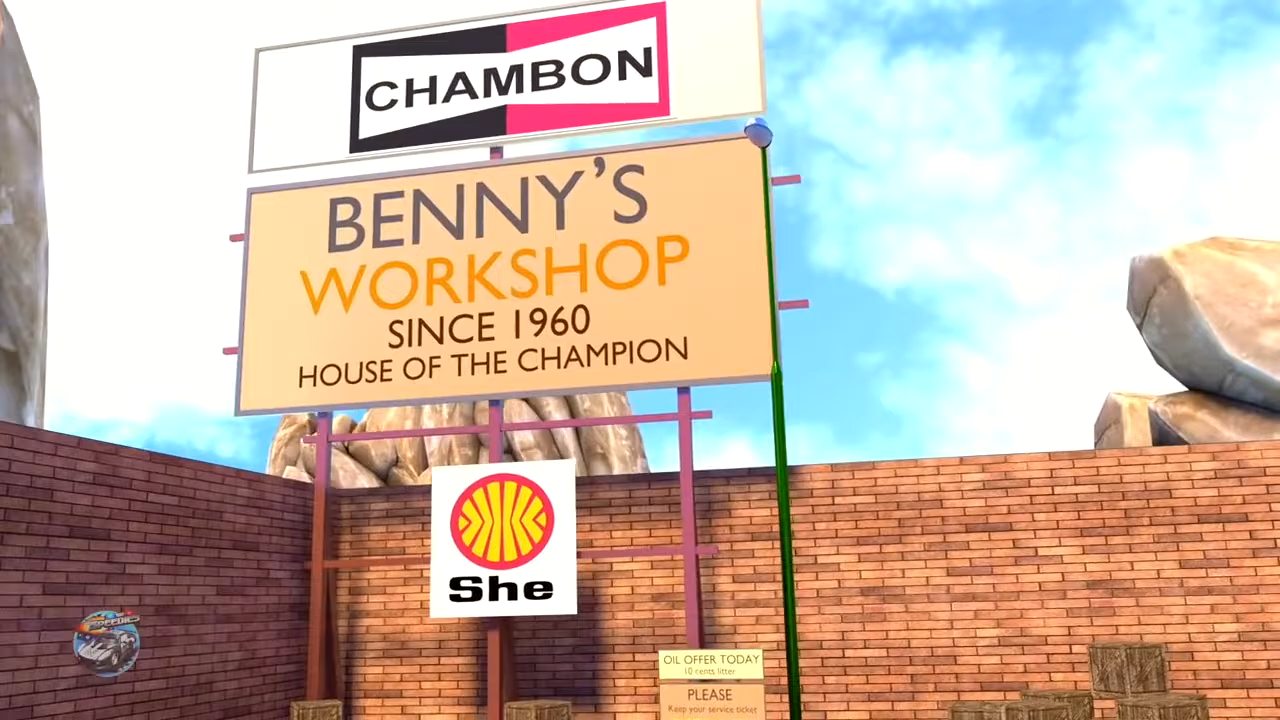 CHAMBON
BENNY'S
WORKSHOP
SINCE 1960
HOUSE OF THE CHAMPION
She
OIL OFFER TODAY
10 cents litter
PLEASE
Keep your service ticket
SPEEDIES